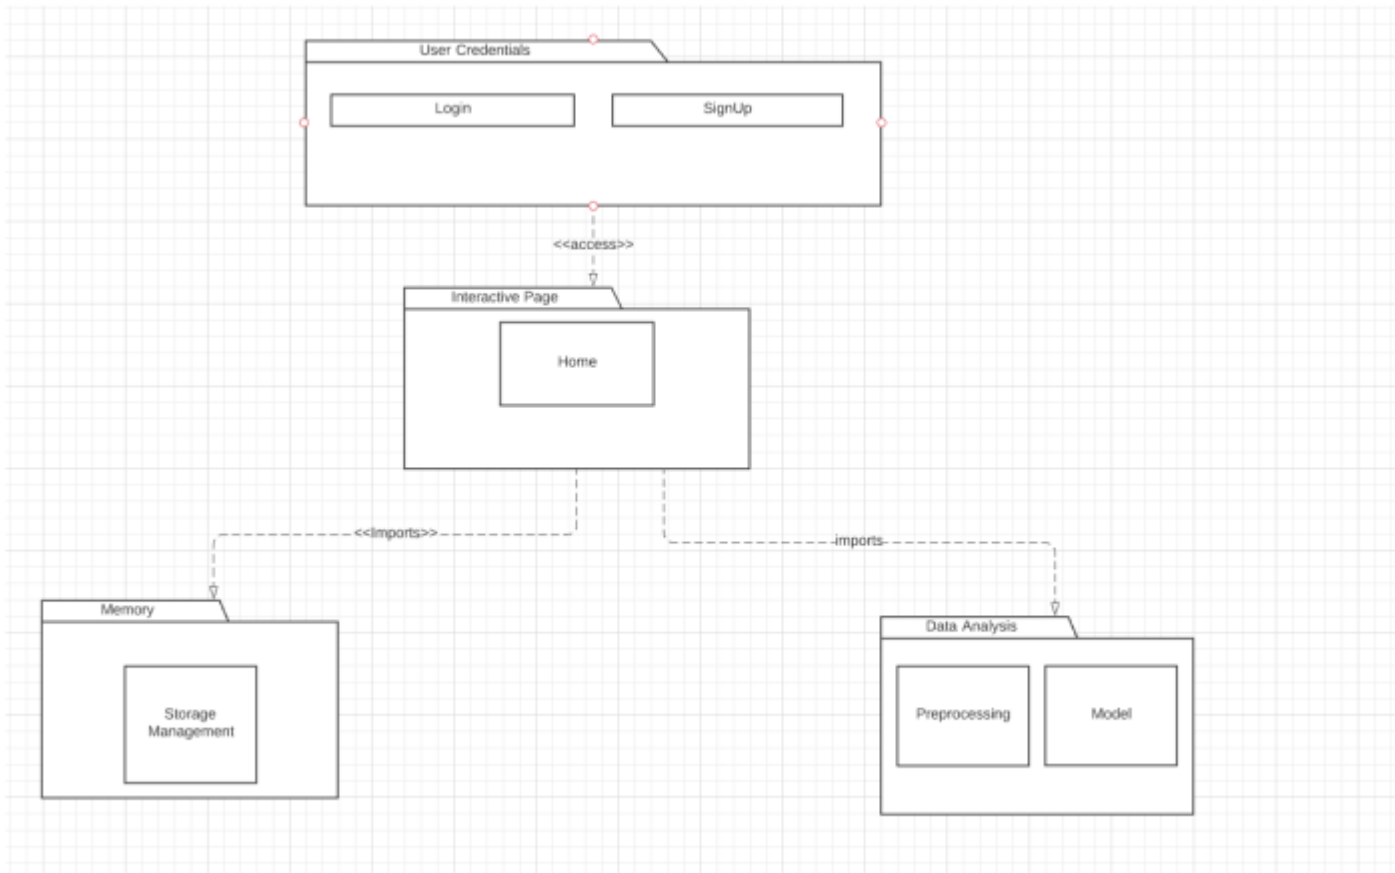 User Credentials
Login
SignUp
<<access>>
Interactive Page
Home
<<Imports>>
imports
Memory
Storage
Management
Data Analysis
Preprocessing
Model